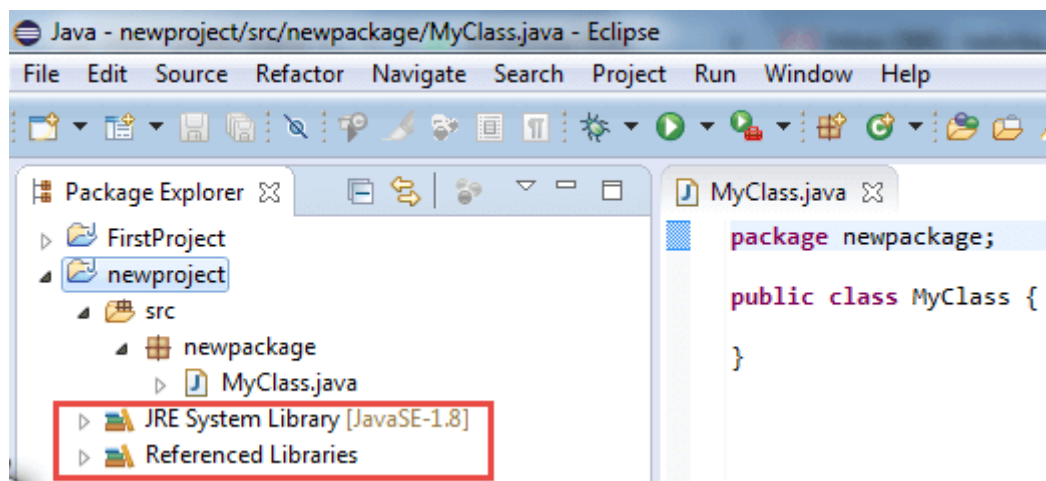 Java - newproject/src/newpackage/MyClass.java - Eclipse
File Edit Source Refactor Navigate Search Project Run Window Help
Package Explorer
MyClass.java
FirstProject
newproject
src
newpackage
MyClass.java
JRE System Library [JavaSE-1.8]
Referenced Libraries
package newpackage;
public class MyClass {
}